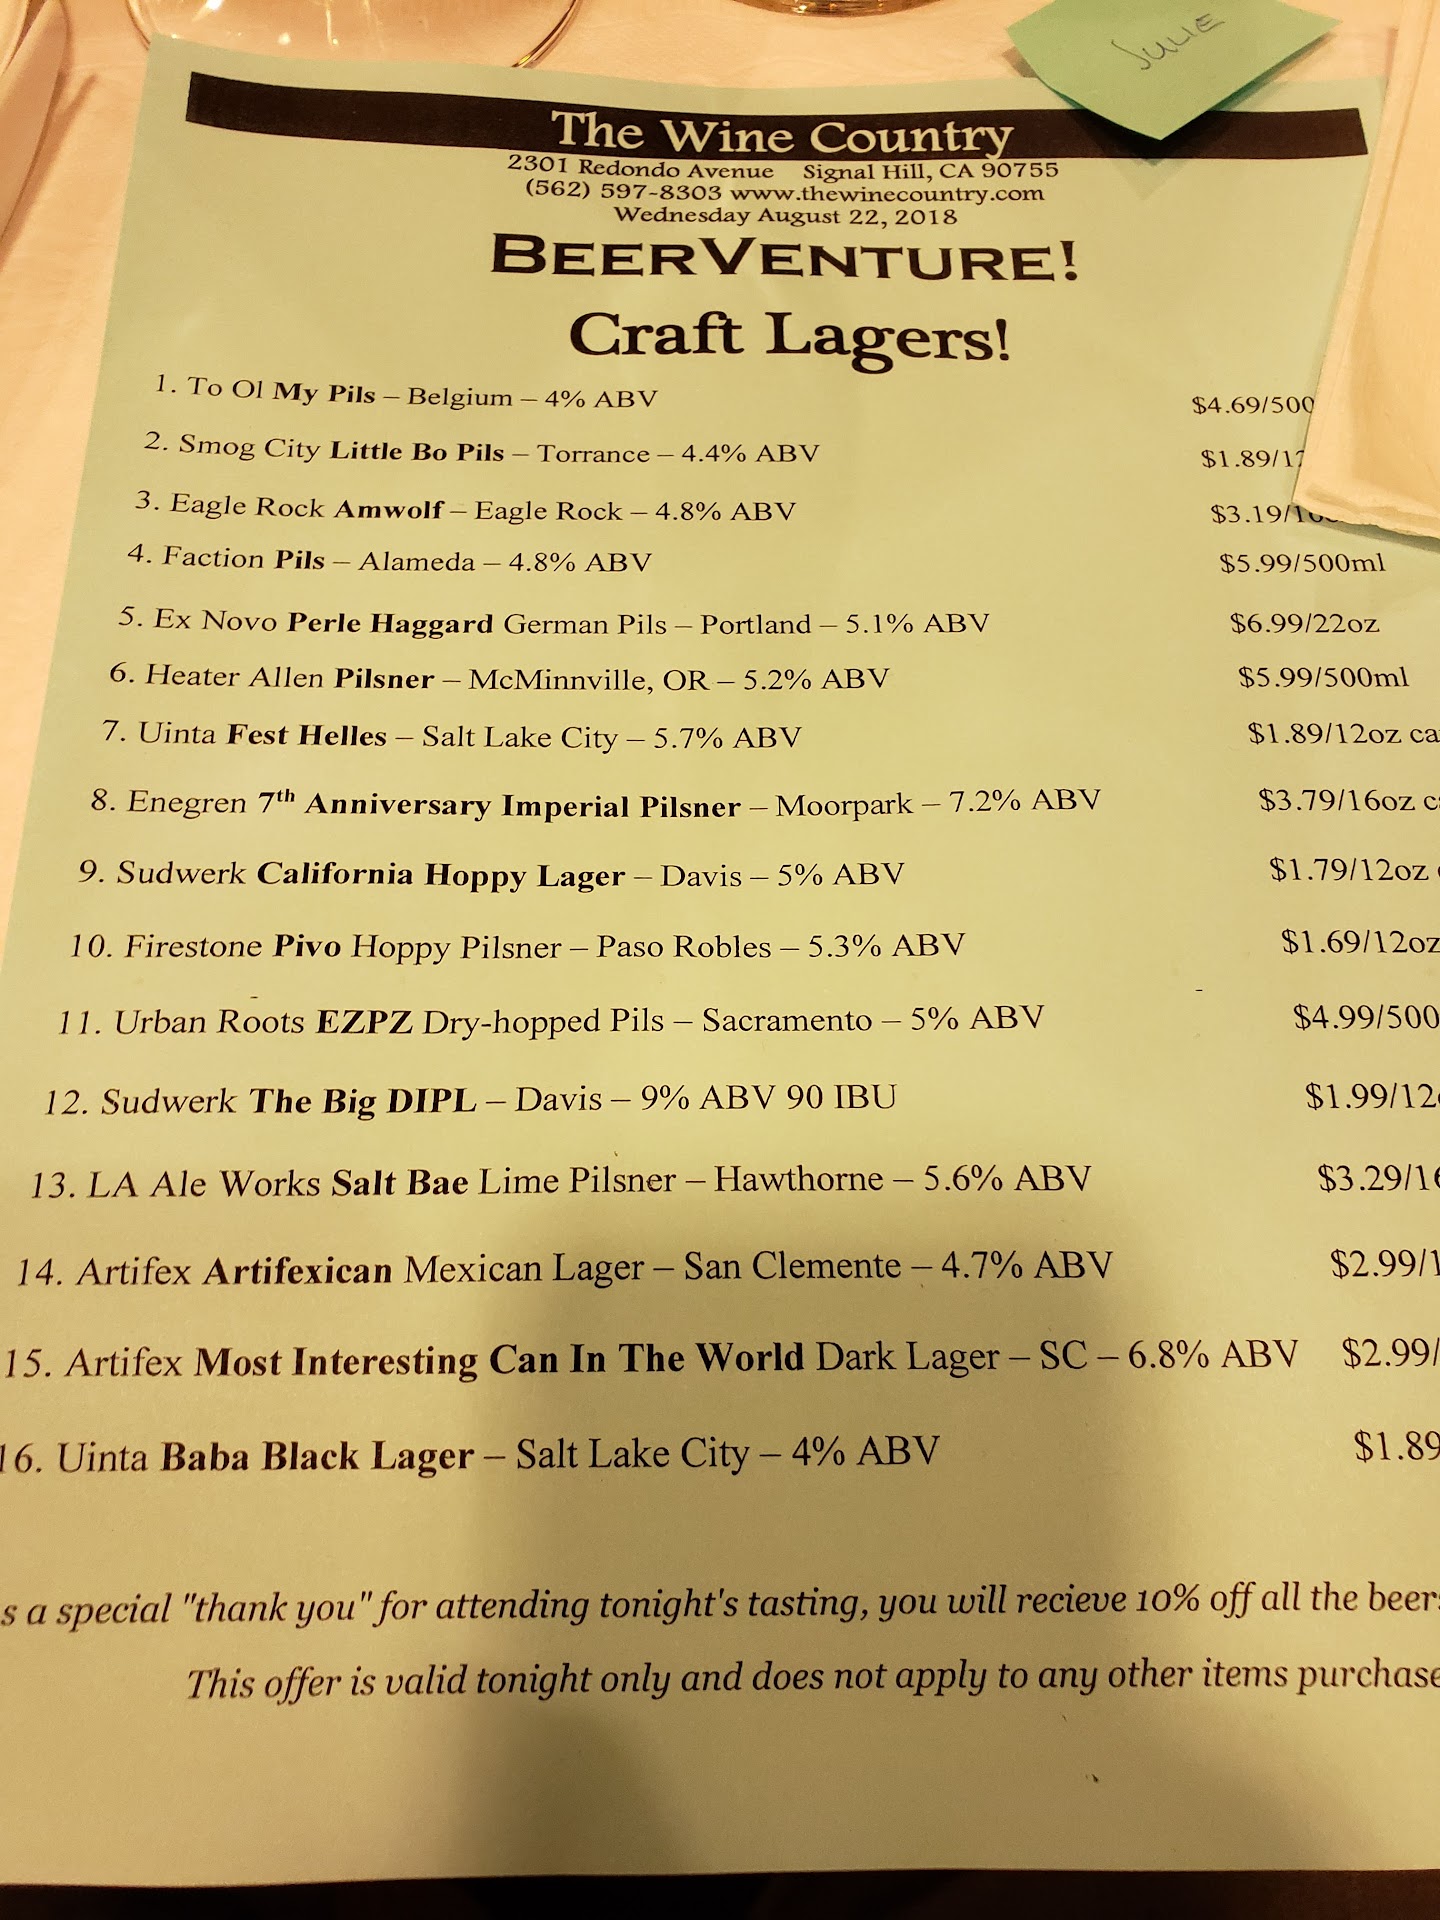 JULIE
The Wine Country
2301 Redondo Avenue Signal Hill, CA 90755
(562) 597-8303 www.thewinecountry.com
Wednesday August 22, 2018
BEERVENTURE!
Craft Lagers!
1. To Ol My Pils – Belgium – 4% ABV $4.69/500
2. Smog City Little Bo Pils – Torrance – 4.4% ABV $1.89/12
3. Eagle Rock Amwolf – Eagle Rock – 4.8% ABV $3.19/16
4. Faction Pils – Alameda – 4.8% ABV $5.99/500ml
5. Ex Novo Perle Haggard German Pils – Portland – 5.1% ABV $6.99/22oz
6. Heater Allen Pilsner – McMinnville, OR – 5.2% ABV $5.99/500ml
7. Uinta Fest Helles – Salt Lake City – 5.7% ABV $1.89/12oz ca
8. Enegren 7th Anniversary Imperial Pilsner – Moorpark – 7.2% ABV $3.79/16oz c
9. Sudwerk California Hoppy Lager – Davis – 5% ABV $1.79/12oz
10. Firestone Pivo Hoppy Pilsner – Paso Robles – 5.3% ABV $1.69/12oz
11. Urban Roots EZPZ Dry-hopped Pils – Sacramento – 5% ABV $4.99/500
12. Sudwerk The Big DIPL – Davis – 9% ABV 90 IBU $1.99/12
13. LA Ale Works Salt Bae Lime Pilsner – Hawthorne – 5.6% ABV $3.29/16
14. Artifex Artifexican Mexican Lager – San Clemente – 4.7% ABV $2.99/1
15. Artifex Most Interesting Can In The World Dark Lager – SC – 6.8% ABV $2.99/
16. Uinta Baba Black Lager – Salt Lake City – 4% ABV $1.89
s a special "thank you" for attending tonight's tasting, you will recieve 10% off all the beer
This offer is valid tonight only and does not apply to any other items purchase